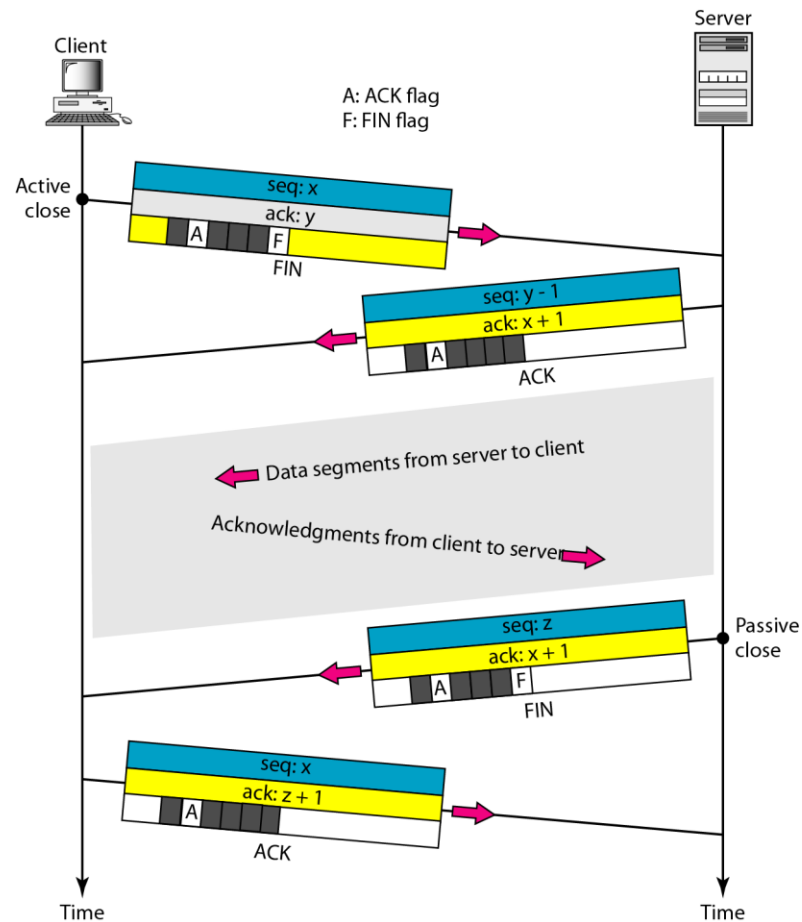 Client
Server
A: ACK flag
F: FIN flag
Active
close
seq: x
ack: y
A F
FIN
seq: y - 1
ack: x + 1
A
ACK
Data segments from server to client
Acknowledgments from client to server
Passive
close
seq: z
ack: x + 1
A F
FIN
seq: x
ack: z + 1
A
ACK
Time
Time